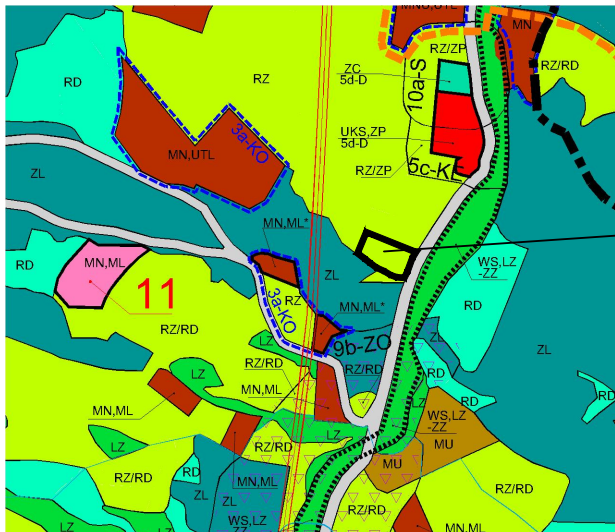 MNU,UTL
MN
RZ/ZP
RZ/RD
RD
RZ
ZC
5d-D
10a-S
UKS,ZP
5d-D
3a-KO
MN,UTL
RZ/ZP
5c-KL
ZL
MN,ML*
WS,LZ
-ZZ
RD
RD
MN,ML
ZL
11
RZ
3a-KO
MN,ML*
RZ/RD
9b-ZO
ZL
ZL
RZ/RD
LZ
RZ/RD
RD
RD
MN,ML
LZ
MN,ML
WS,LZ
-ZZ
LZ
LZ
RZ/RD
MU
MU
RZ/RD
RD
MN,ML
ZL
ZL
RZ/RD
WS,LZ
ZZ
RZ/RD
LZ
LZ
MN,ML